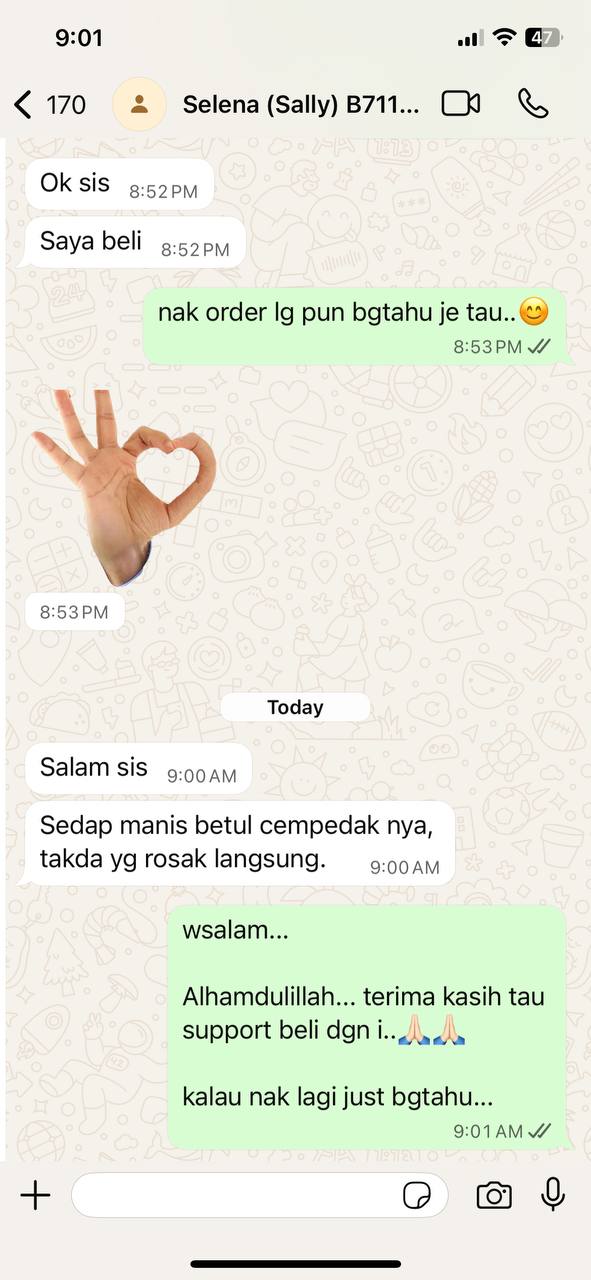 9:01
47
170
Selena (Sally) B711...
Ok sis
8:52 PM
Saya beli
8:52 PM
nak order lg pun bgtahu je tau..😊
8:53 PM
8:53 PM
Today
Salam sis
9:00 AM
Sedap manis betul cempedak nya,
takda yg rosak langsung.
9:00 AM
wsalam...
Alhamdulillah... terima kasih tau
support beli dgn i..🙏🏻🙏🏻
kalau nak lagi just bgtahu...
9:01 AM